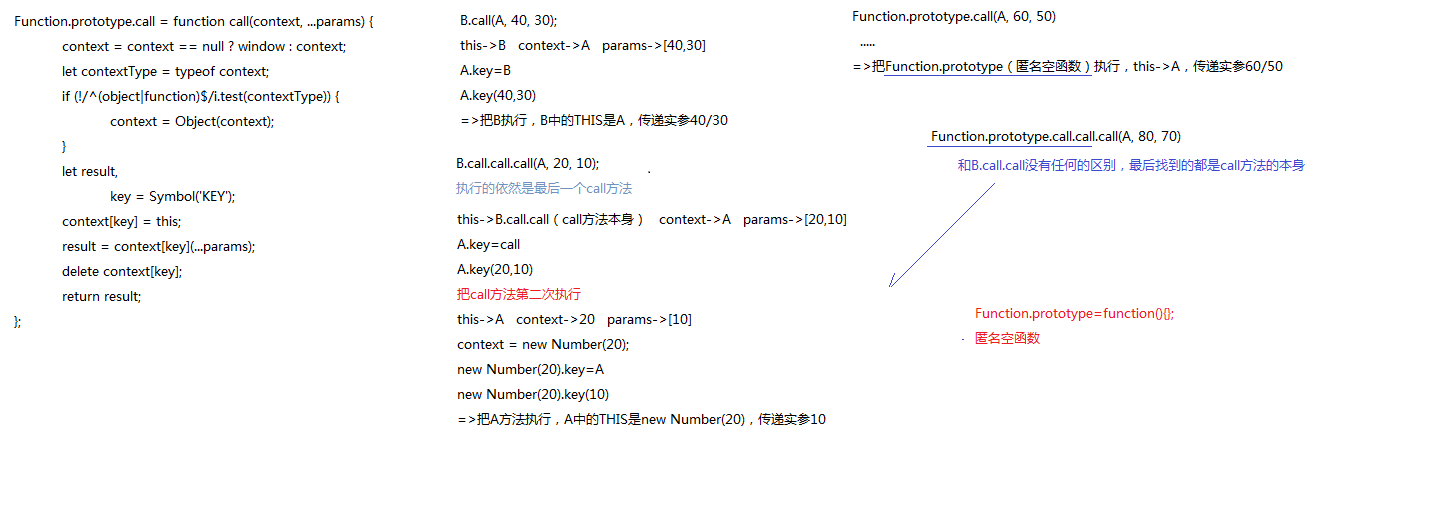 Function.prototype.call = function call(context, ...params) {
context = context == null ? window : context;
let contextType = typeof context;
if (!/^(object|function)$/i.test(contextType)) {
context = Object(context);
}
let result,
key = Symbol('KEY');
context[key] = this;
result = context[key](...params);
delete context[key];
return result;
};
B.call(A, 40, 30);
this->B context->A params->[40,30]
A.key=B
A.key(40,30)
=>把B执行，B中的THIS是A，传递实参40/30
B.call.call.call(A, 20, 10);
执行的依然是最后一个call方法
this->B.call.call（call方法本身） context->A params->[20,10]
A.key=call
A.key(20,10)
把call方法第二次执行
this->A context->20 params->[10]
context = new Number(20);
new Number(20).key=A
new Number(20).key(10)
=>把A方法执行，A中的THIS是new Number(20)，传递实参10
Function.prototype.call(A, 60, 50)
.....
=>把Function.prototype（匿名空函数）执行，this->A，传递实参60/50
Function.prototype.call.call.call(A, 80, 70)
和B.call.call没有任何的区别，最后找到的都是call方法的本身
Function.prototype=function(){};
匿名空函数